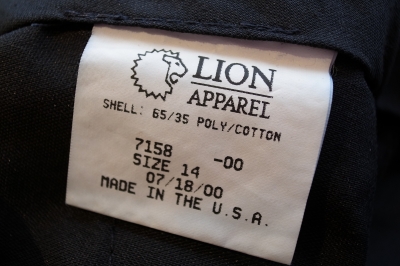 LION
APPAREL
SHELL: 65/35 POLY/COTTON
7158 -00
SIZE 14
07/18/00
MADE IN THE U.S.A.